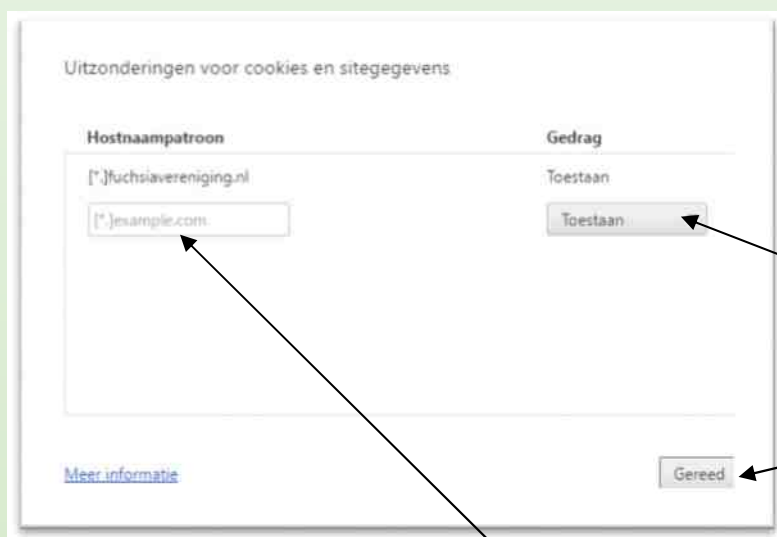 Uitzonderingen voor cookies en sitegegevens
Hostnaampatroon Gedrag
[*.]fuchsiavereniging.nl Toestaan
[*.]example.com Toestaan
Meer informatie Gereed